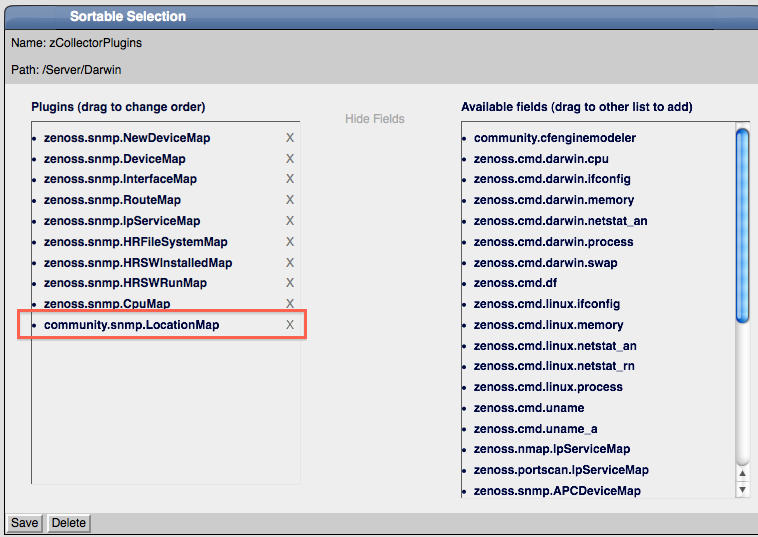 Sortable Selection
Name: zCollectorPlugins
Path: /Server/Darwin
Plugins (drag to change order)
zenoss.snmp.NewDeviceMap X
zenoss.snmp.DeviceMap X
zenoss.snmp.InterfaceMap X
zenoss.snmp.RouteMap X
zenoss.snmp.IpServiceMap X
zenoss.snmp.HRFileSystemMap X
zenoss.snmp.HRSWInstalledMap X
zenoss.snmp.HRSWRunMap X
zenoss.snmp.CpuMap X
community.snmp.LocationMap X
Hide Fields
Available fields (drag to other list to add)
community.cfenginemodeler
zenoss.cmd.darwin.cpu
zenoss.cmd.darwin.ifconfig
zenoss.cmd.darwin.memory
zenoss.cmd.darwin.netstat_an
zenoss.cmd.darwin.process
zenoss.cmd.darwin.swap
zenoss.cmd.df
zenoss.cmd.linux.ifconfig
zenoss.cmd.linux.memory
zenoss.cmd.linux.netstat_an
zenoss.cmd.linux.netstat_rn
zenoss.cmd.linux.process
zenoss.cmd.uname
zenoss.cmd.uname_a
zenoss.nmap.IpServiceMap
zenoss.portscan.IpServiceMap
zenoss.snmp.APCDeviceMap
Save Delete